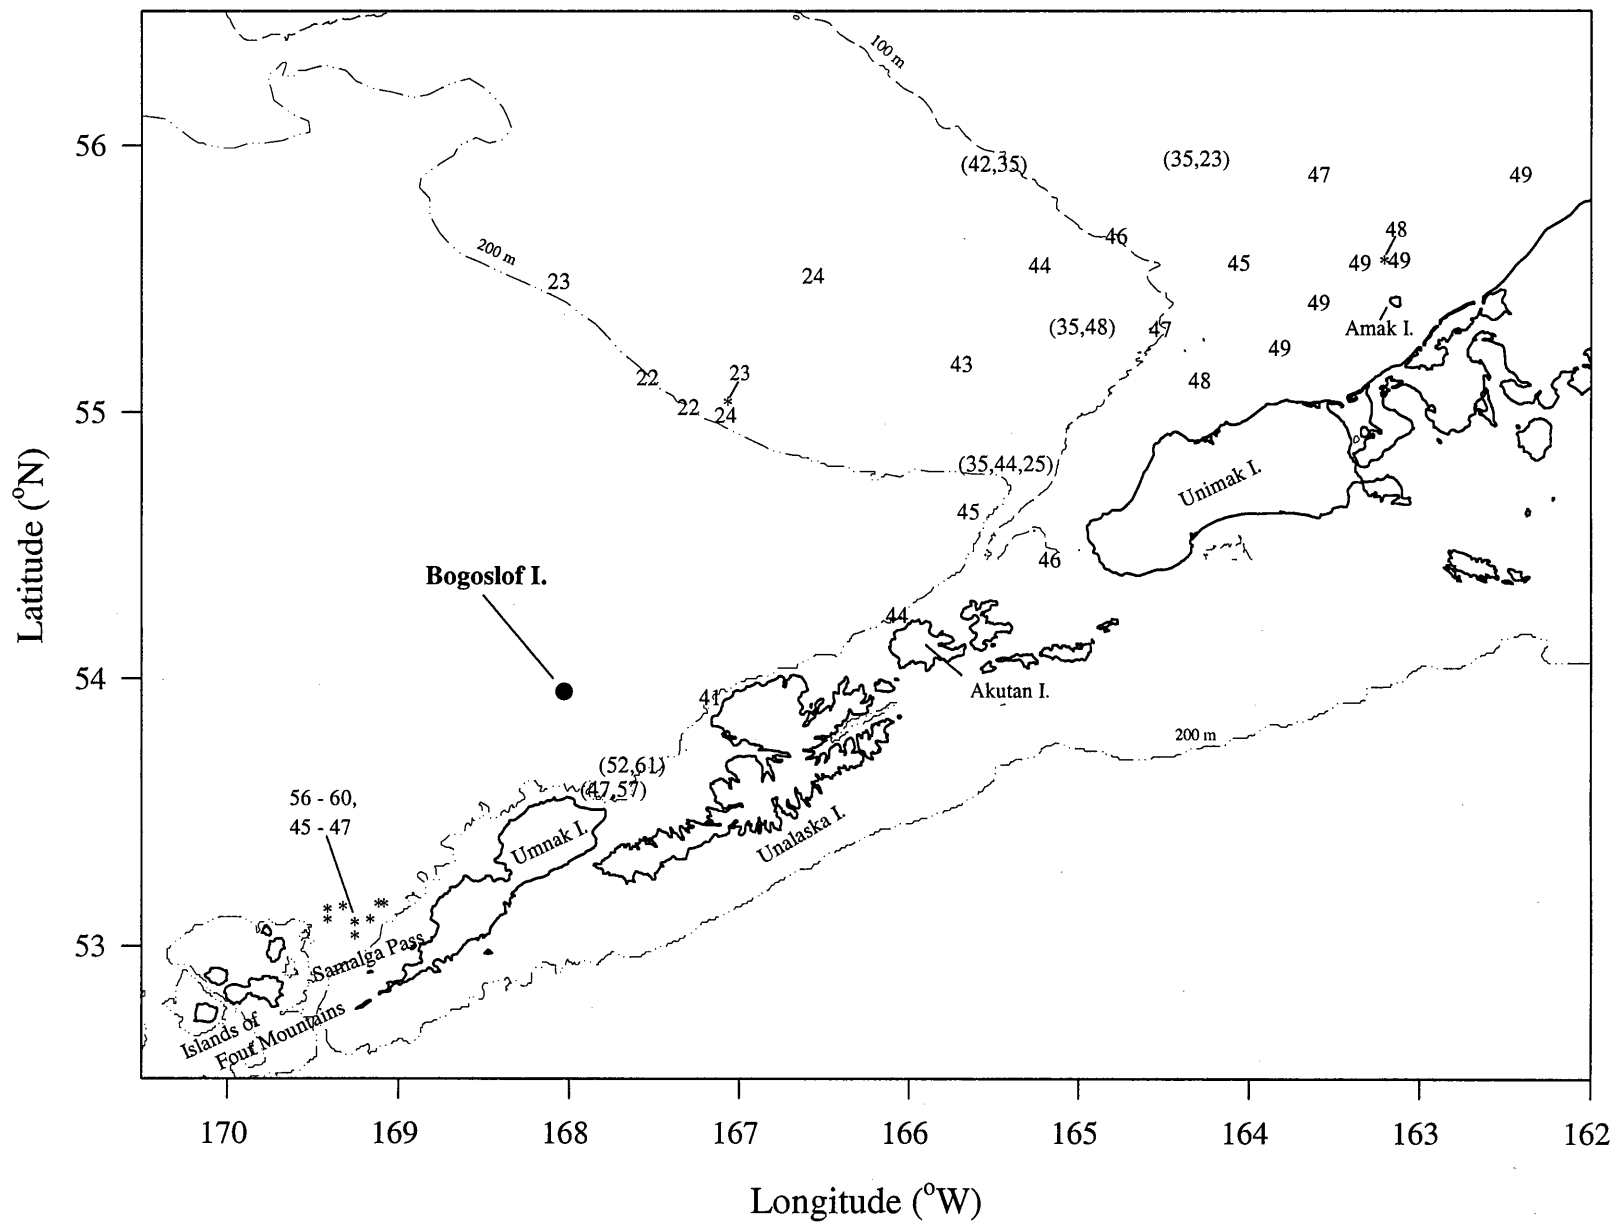 100 m
56
(42,35)
(35,23)
47
49
48
46
200 m
23
24
44
45
49
*49
49
Amak I.
(35,48)
47
49
43
48
22
23
*
55
22
24
(35,44,25)
Unimak I.
45
46
Bogoslof I.
44
54
41
Akutan I.
200 m
(52,61)
(47,57)
56 - 60,
45 - 47
Umnak I.
Unalaska I.
* * * *
* * * *
*
53
Samalga Pass
Islands of
Four Mountains
170 169 168 167 166 165 164 163 162
Latitude (°N)
Longitude (°W)